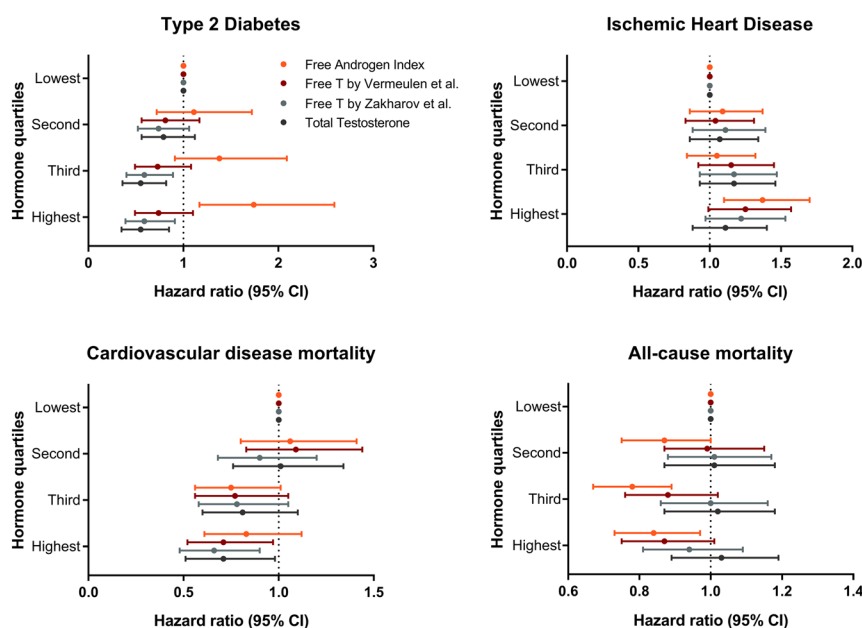 Type 2 Diabetes
Hormone quartiles
Lowest
Second
Third
Highest
0
1
2
3
Hazard ratio (95% CI)
Free Androgen Index
Free T by Vermeulen et al.
Free T by Zakharov et al.
Total Testosterone
Ischemic Heart Disease
Hormone quartiles
Lowest
Second
Third
Highest
0.0
0.5
1.0
1.5
2.0
Hazard ratio (95% CI)
Cardiovascular disease mortality
Hormone quartiles
Lowest
Second
Third
Highest
0.0
0.5
1.0
1.5
Hazard ratio (95% CI)
All-cause mortality
Hormone quartiles
Lowest
Second
Third
Highest
0.6
0.8
1.0
1.2
1.4
Hazard ratio (95% CI)